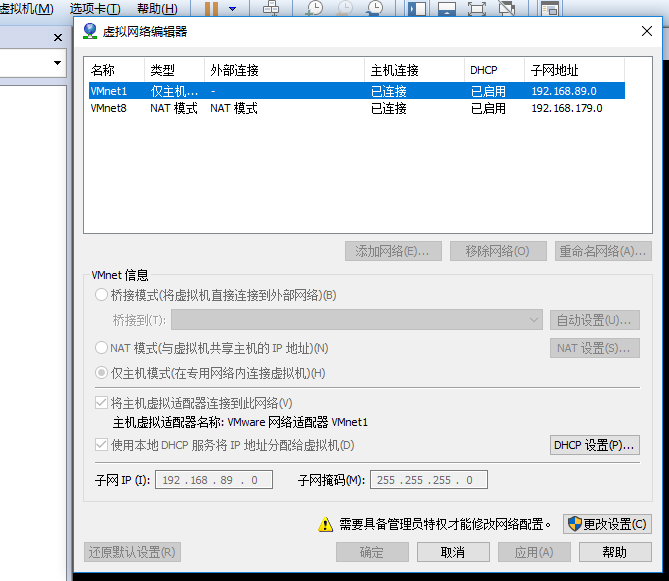 虚拟机(M) 选项卡(T) 帮助(H)
虚拟网络编辑器
名称 类型 外部连接 主机连接 DHCP 子网地址
VMnet1 仅主机... - 已连接 已启用 192.168.89.0
VMnet8 NAT 模式 NAT 模式 已连接 已启用 192.168.179.0
添加网络(E)... 移除网络(O) 重命名网络(A)...
VMnet 信息
桥接模式(将虚拟机直接连接到外部网络)(B)
桥接到(T): 自动设置(U)...
NAT 模式(与虚拟机共享主机的 IP 地址)(N) NAT 设置(S)...
仅主机模式(在专用网络内连接虚拟机)(H)
将主机虚拟适配器连接到此网络(V)
主机虚拟适配器名称: VMware 网络适配器 VMnet1
使用本地 DHCP 服务将 IP 地址分配给虚拟机(D) DHCP 设置(P)...
子网 IP (I): 192 . 168 . 89 . 0 子网掩码(M): 255 . 255 . 255 . 0
需要具备管理员特权才能修改网络配置。 更改设置(C)
还原默认设置(R) 确定 取消 应用(A) 帮助